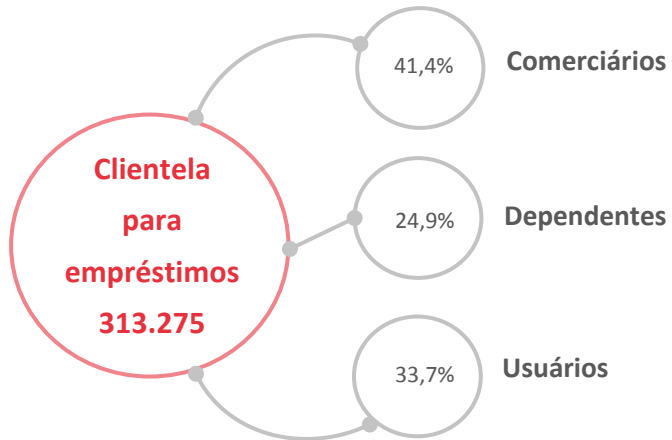 Clientela
para
empréstimos
313.275
41,4%
Comerciários
24,9%
Dependentes
33,7%
Usuários